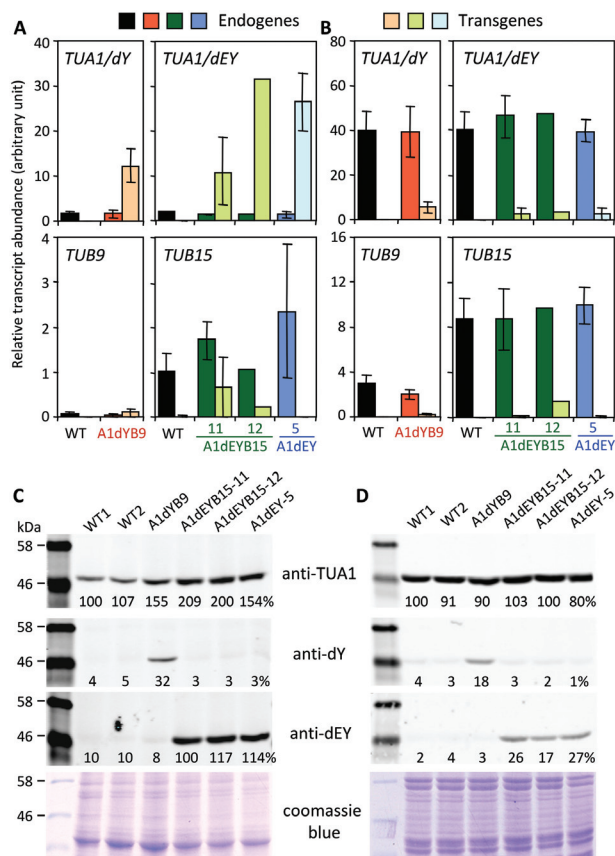 A
Endogenes
B
Transgenes
Relative transcript abundance (arbitrary unit)
40
30
20
10
0
TUA1/dY
TUA1/dEY
80
60
40
20
0
TUA1/dY
TUA1/dEY
4
3
2
1
0
TUB9
TUB15
16
12
8
4
0
TUB9
TUB15
WT A1dYB9 WT 11 12 5
A1dEYB15 A1dEY
WT A1dYB9 WT 11 12 5
A1dEYB15 A1dEY
C
D
kDa
WT1 WT2 A1dYB9 A1dEYB15-11 A1dEYB15-12 A1dEY-5
WT1 WT2 A1dYB9 A1dEYB15-11 A1dEYB15-12 A1dEY-5
58
46
anti-TUA1
100 107 155 209 200 154%
100 91 90 103 100 80%
58
46
anti-dY
4 5 32 3 3 3%
4 3 18 3 2 1%
58
46
anti-dEY
10 10 8 100 117 114%
2 4 3 26 17 27%
58
46
coomassie
blue